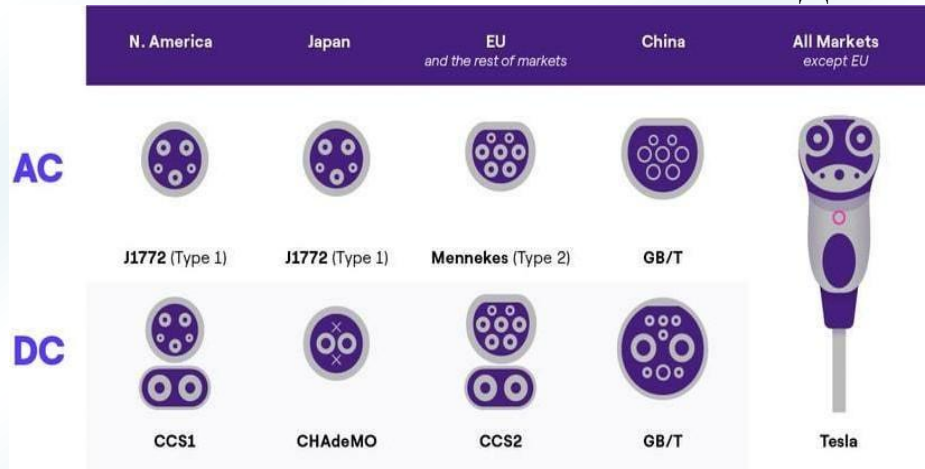 N. America
Japan
EU
and the rest of markets
China
All Markets
except EU
AC
J1772 (Type 1)
J1772 (Type 1)
Mennekes (Type 2)
GB/T
DC
CCS1
CHAdeMO
CCS2
GB/T
Tesla